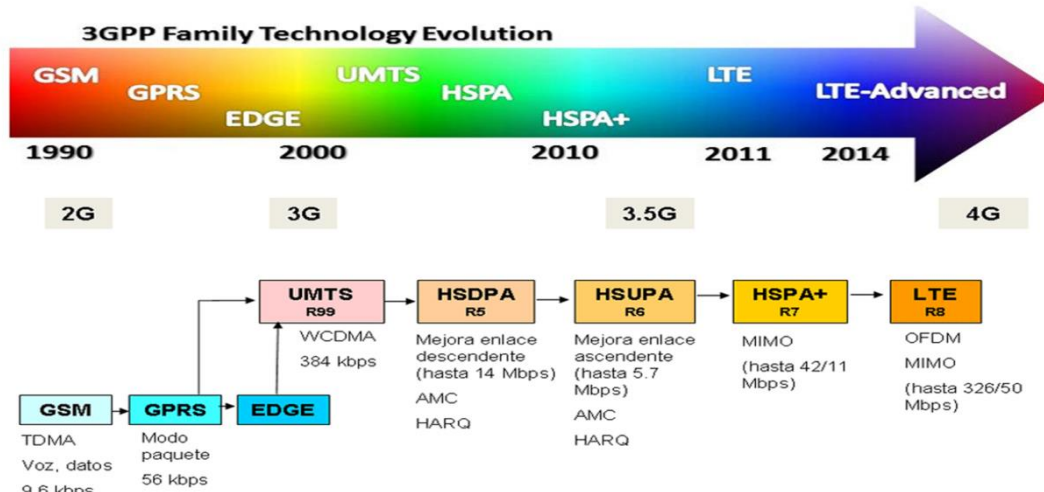 3GPP Family Technology Evolution
GSM
GPRS
EDGE
UMTS
HSPA
HSPA+
LTE
LTE-Advanced
1990
2000
2010
2011
2014
2G
3G
3.5G
4G
UMTS
R99
WCDMA
384 kbps
HSDPA
R5
Mejora enlace
descendente
(hasta 14 Mbps)
AMC
HARQ
HSUPA
R6
Mejora enlace
ascendente
(hasta 5.7
Mbps)
AMC
HARQ
HSPA+
R7
MIMO
(hasta 42/11
Mbps)
LTE
R8
OFDM
MIMO
(hasta 326/50
Mbps)
GSM
TDMA
Voz, datos
9.6 kbps
GPRS
Modo
paquete
56 kbps
EDGE